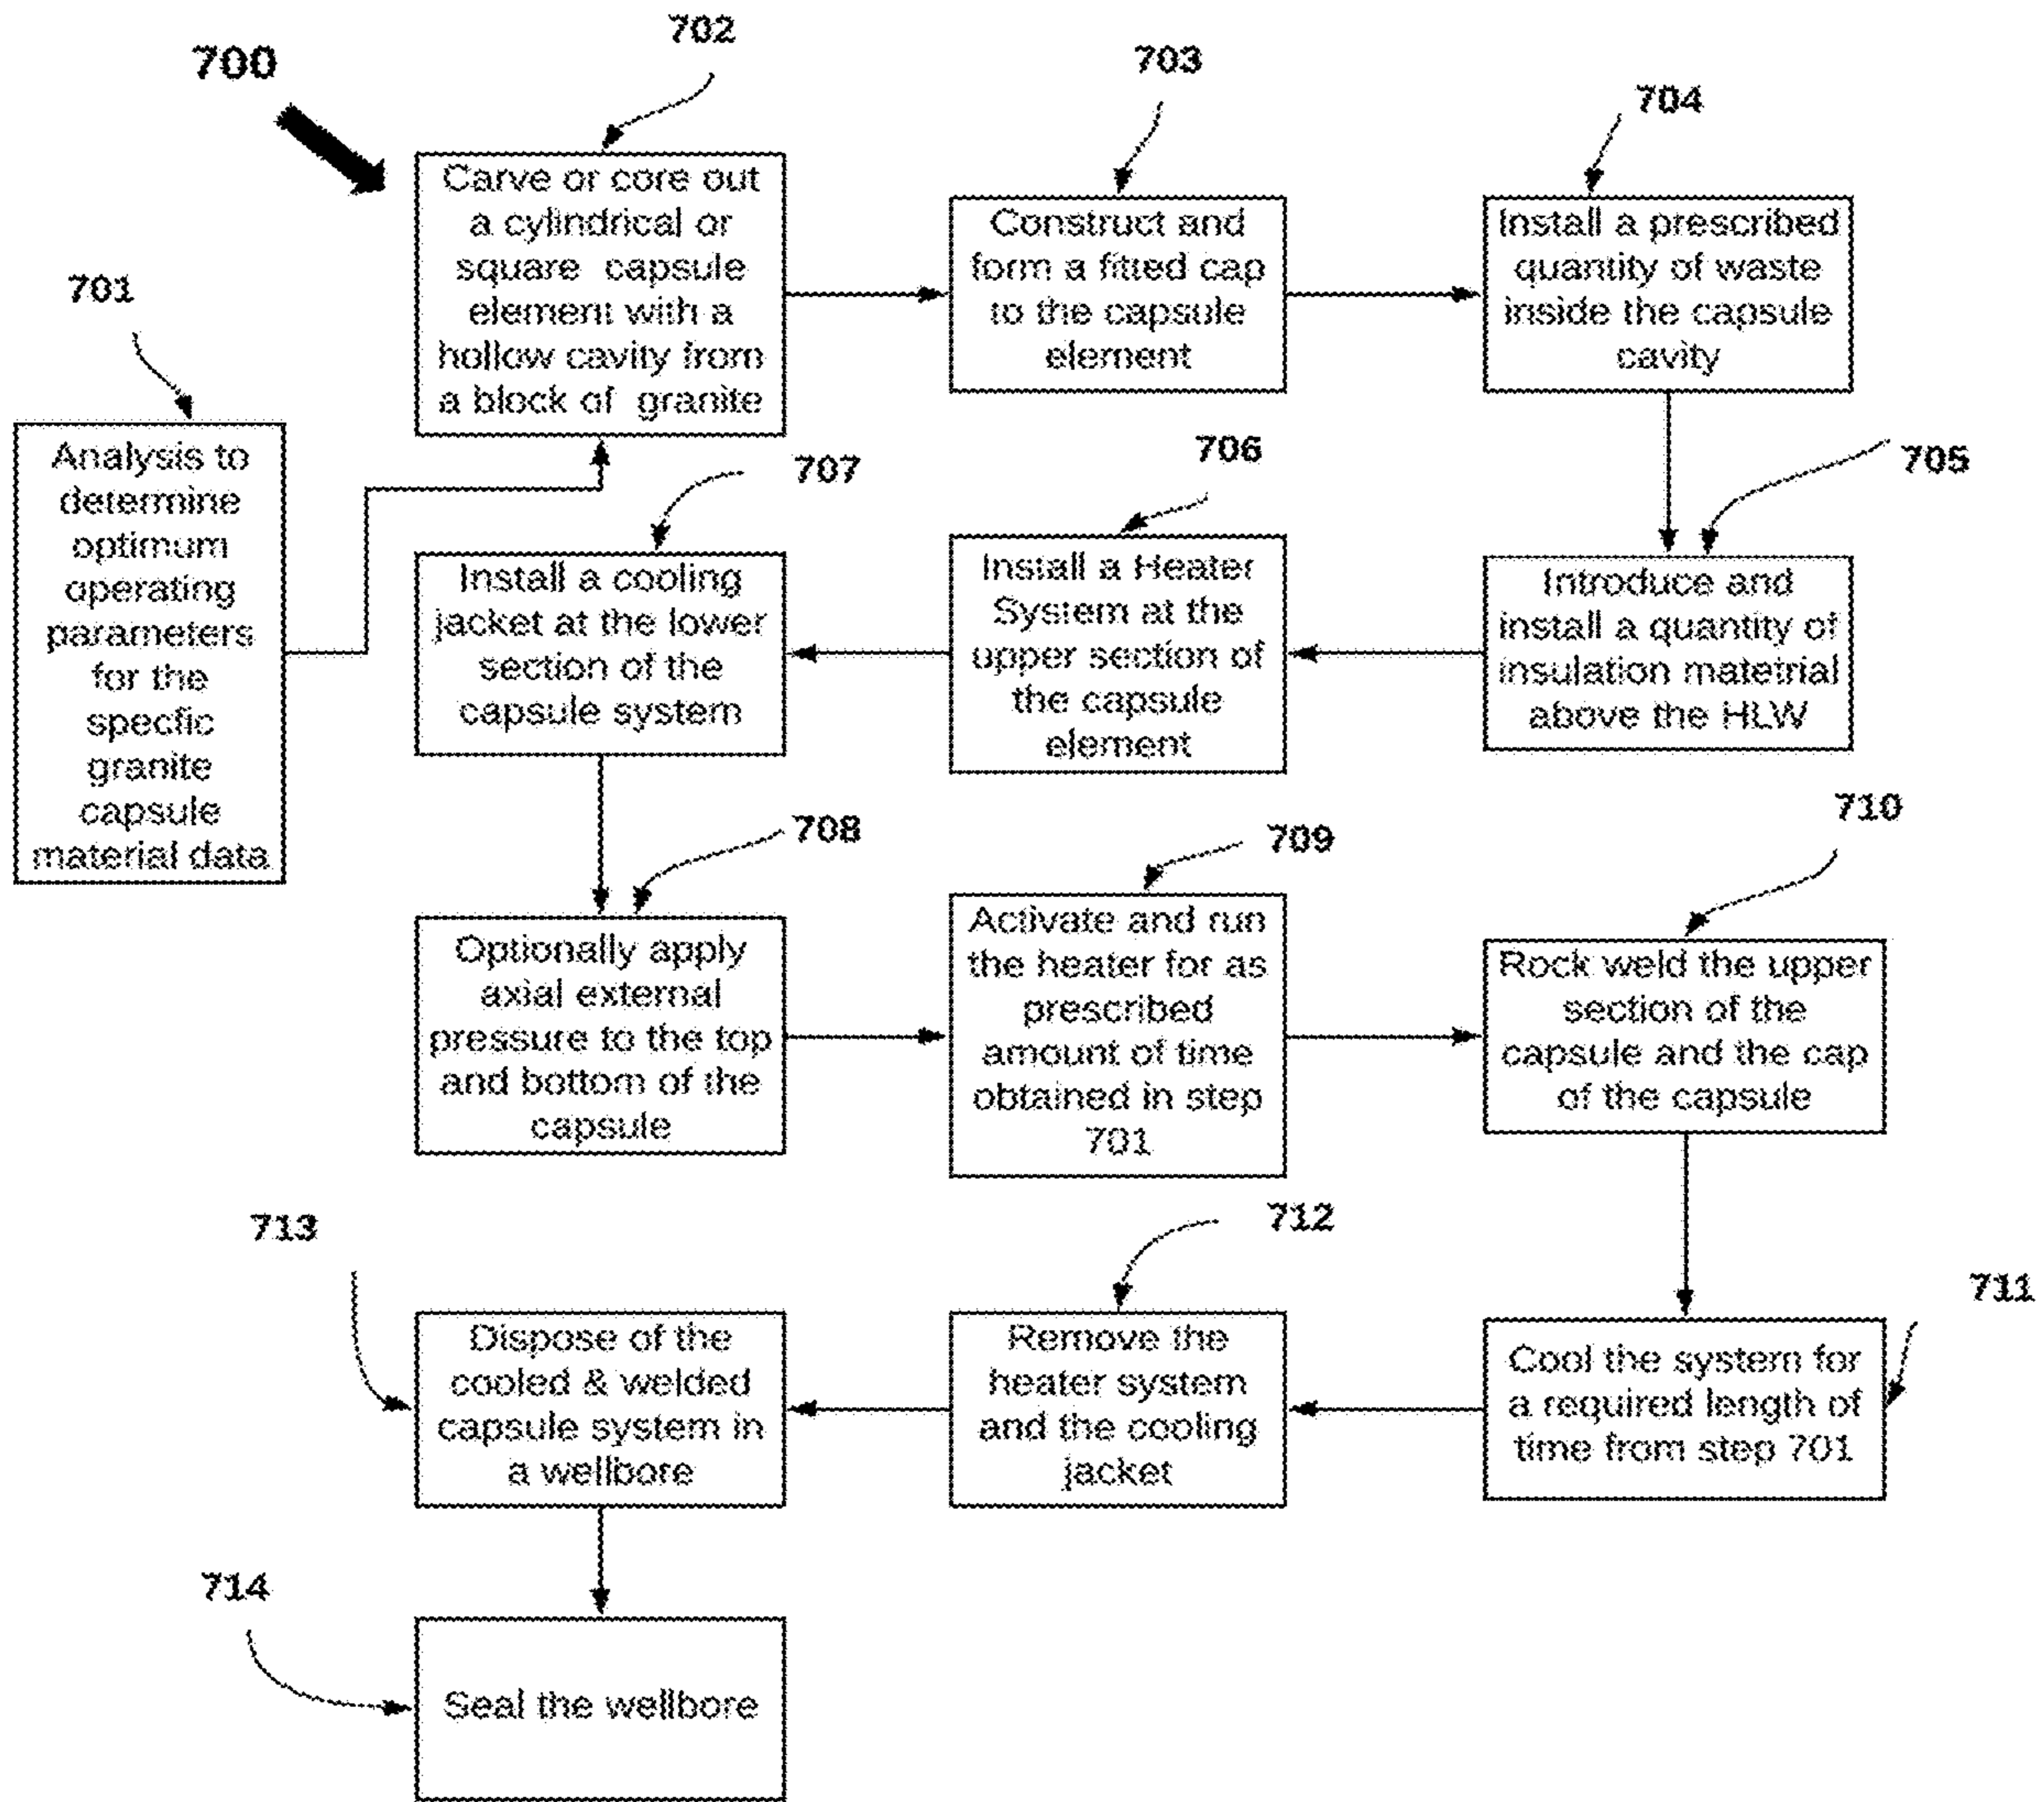 700
701
Analysis to
determine
optimum
operating
parameters
for the
specfic
granite
capsule
material data
702
Carve or core out
a cylindrical or
square capsule
element with a
hollow cavity from
a block of granite
703
Construct and
form a fitted cap
to the capsule
element
704
Install a prescribed
quantity of waste
inside the capsule
cavity
705
Introduce and
install a quantity of
insulation matetrial
above the HLW
706
Install a Heater
System at the
upper section of
the capsule
element
707
Install a cooling
jacket at the lower
section of the
capsule system
708
Optionally apply
axial external
pressure to the top
and bottom of the
capsule
709
Activate and run
the heater for as
prescribed
amount of time
obtained in step
701
710
Rock weld the upper
section of the
capsule and the cap
of the capsule
711
Cool the system for
a required length of
time from step 701
712
Remove the
heater system
and the cooling
jacket
713
Dispose of the
cooled & welded
capsule system in
a wellbore
714
Seal the wellbore